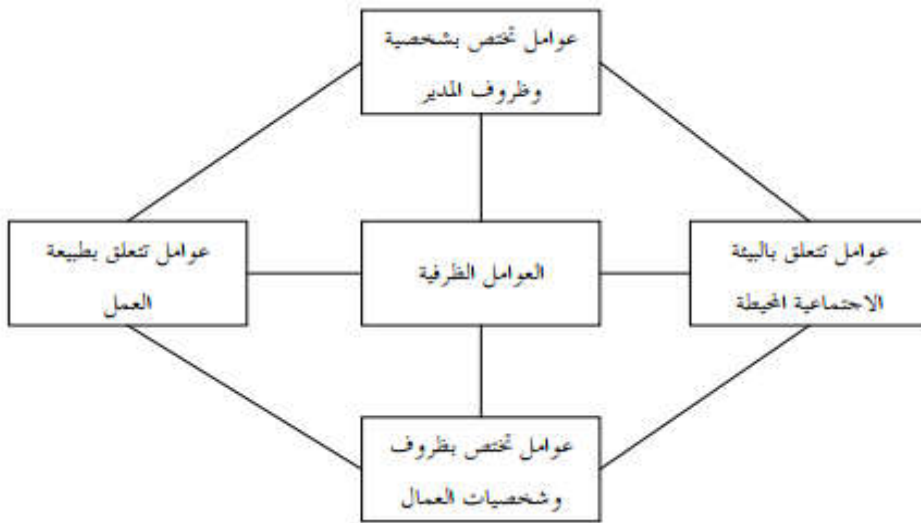 عوامل تختص بشخصية
وظروف المدير
عوامل تتعلق بالبيئة
الاجتماعية المحيطة
العوامل الظرفية
عوامل تتعلق بطبيعة
العمل
عوامل تختص بظروف
وشخصيات العمال